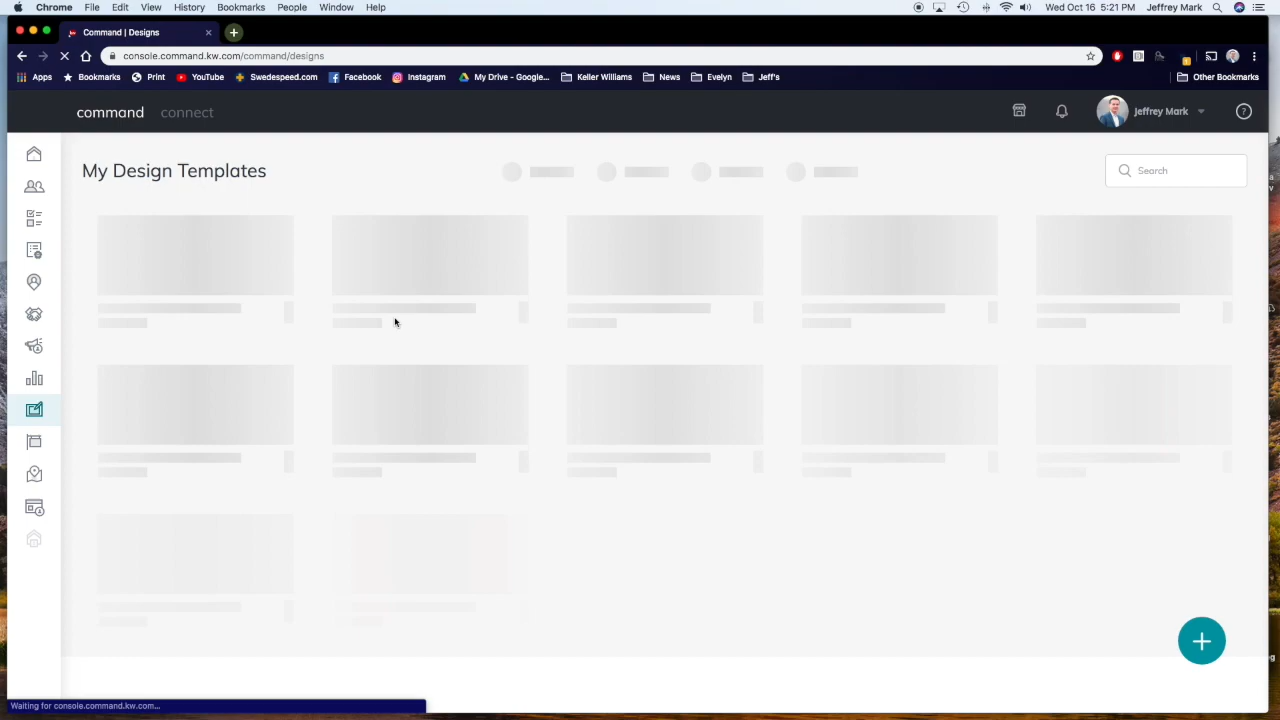 Chrome File Edit View History Bookmarks People Window Help Wed Oct 16 5:21 PM Jeffrey Mark
Command | Designs
console.command.kw.com/command/designs
Apps Bookmarks Print YouTube Swedespeed.com Facebook Instagram My Drive - Google... Keller Williams News Evelyn Jeff's Other Bookmarks
command connect Jeffrey Mark
My Design Templates Search
Waiting for console.command.kw.com...